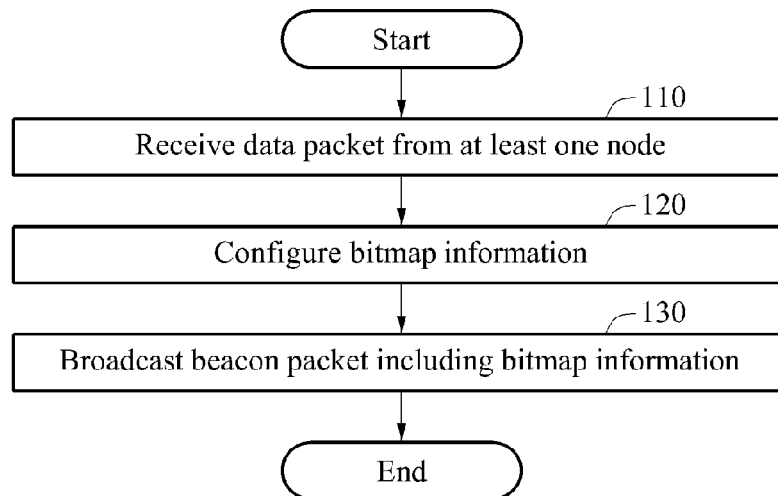 Start
110
Receive data packet from at least one node
120
Configure bitmap information
130
Broadcast beacon packet including bitmap information
End